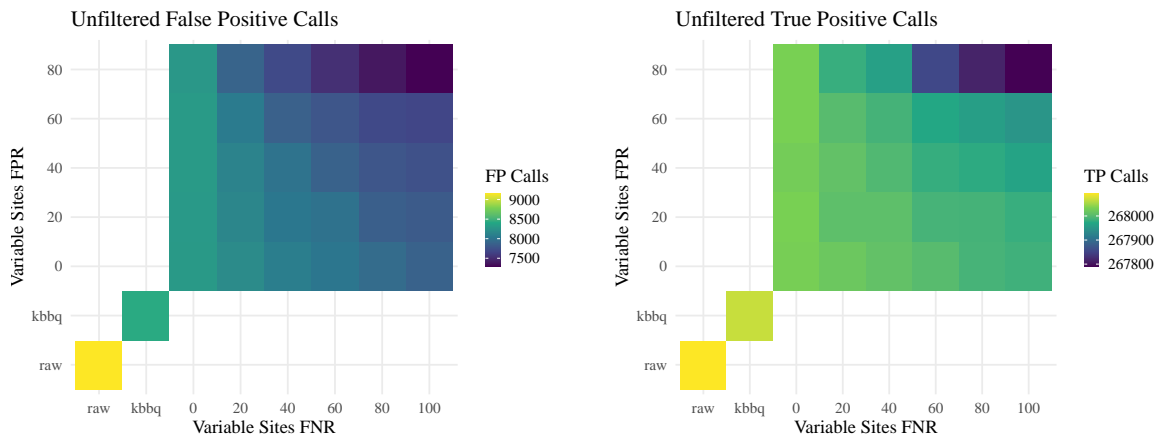 Unfiltered False Positive Calls
Variable Sites FPR
80
60
40
20
0
kbbq
raw
raw kbbq 0 20 40 60 80 100
Variable Sites FNR
FP Calls
9000
8500
8000
7500
Unfiltered True Positive Calls
Variable Sites FPR
80
60
40
20
0
kbbq
raw
raw kbbq 0 20 40 60 80 100
Variable Sites FNR
TP Calls
268000
267900
267800